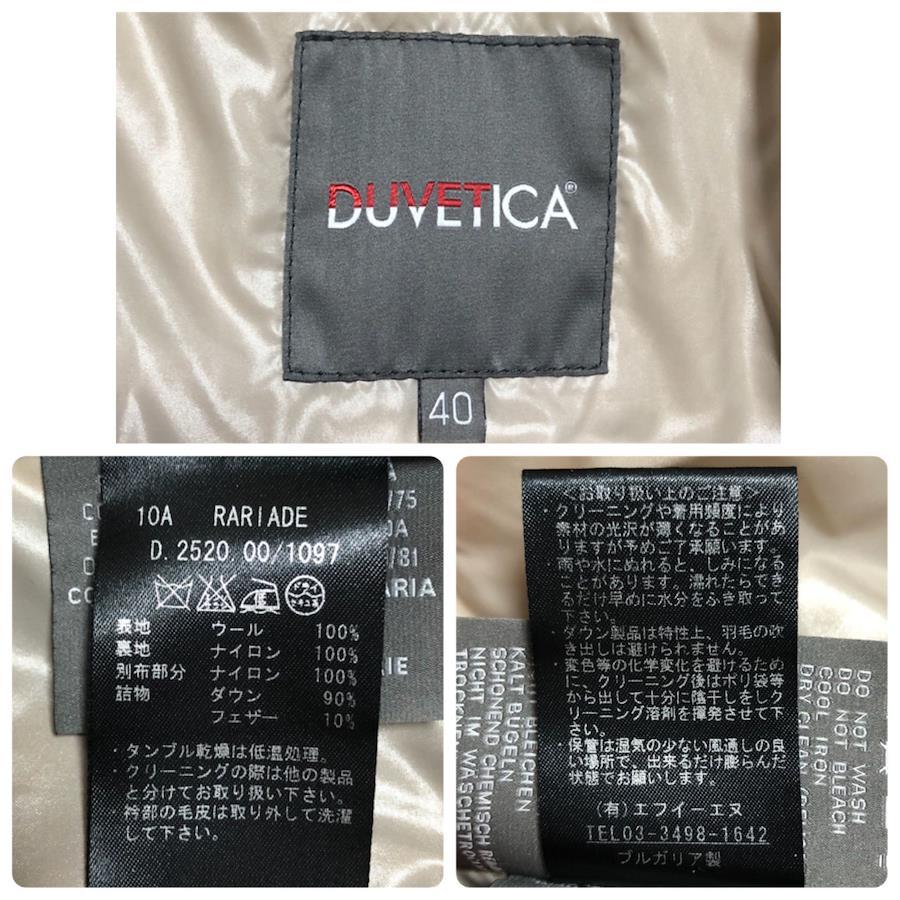 DUVETICA®
40
10A RARIADE
D.2520.00/1097
ドライ
セキユ系
表地 ウール 100%
裏地 ナイロン 100%
別布部分 ナイロン 100%
詰物 ダウン 90%
フェザー 10%
・タンブル乾燥は低温処理。
・クリーニングの際は他の製品
と分けてお取り扱い下さい。
衿部の毛皮は取り外して洗濯
して下さい。
/75
/81
ARIA
RIE
<お取り扱い上のご注意>
・クリーニングや着用頻度により
素材の光沢が薄くなることがあ
りますが予めご了承願います。
・雨や水にぬれると、しみになる
ことがあります。濡れたらでき
るだけ早めに水分をふき取って
下さい。
・ダウン製品は特性上、羽毛の吹
き出しは避けられません。
・変色等の化学変化を避けるため
に、クリーニング後はポリ袋等
から出して十分に陰干しをしク
リーニング溶剤を揮発させて下
さい。
・保管は湿気の少ない風通しの良
い場所で、出来るだけ膨らんだ
状態でお願いします。
(有)エフイーエヌ
TEL03-3498-1642
ブルガリア製
BLEICHEN
KALT BÜGELN
SCHONEND CHEMISCH
NICHT IM WASCHETRO
DO NOT WASH
DO NOT BLEACH
COOL IRON
DRY CLEAN